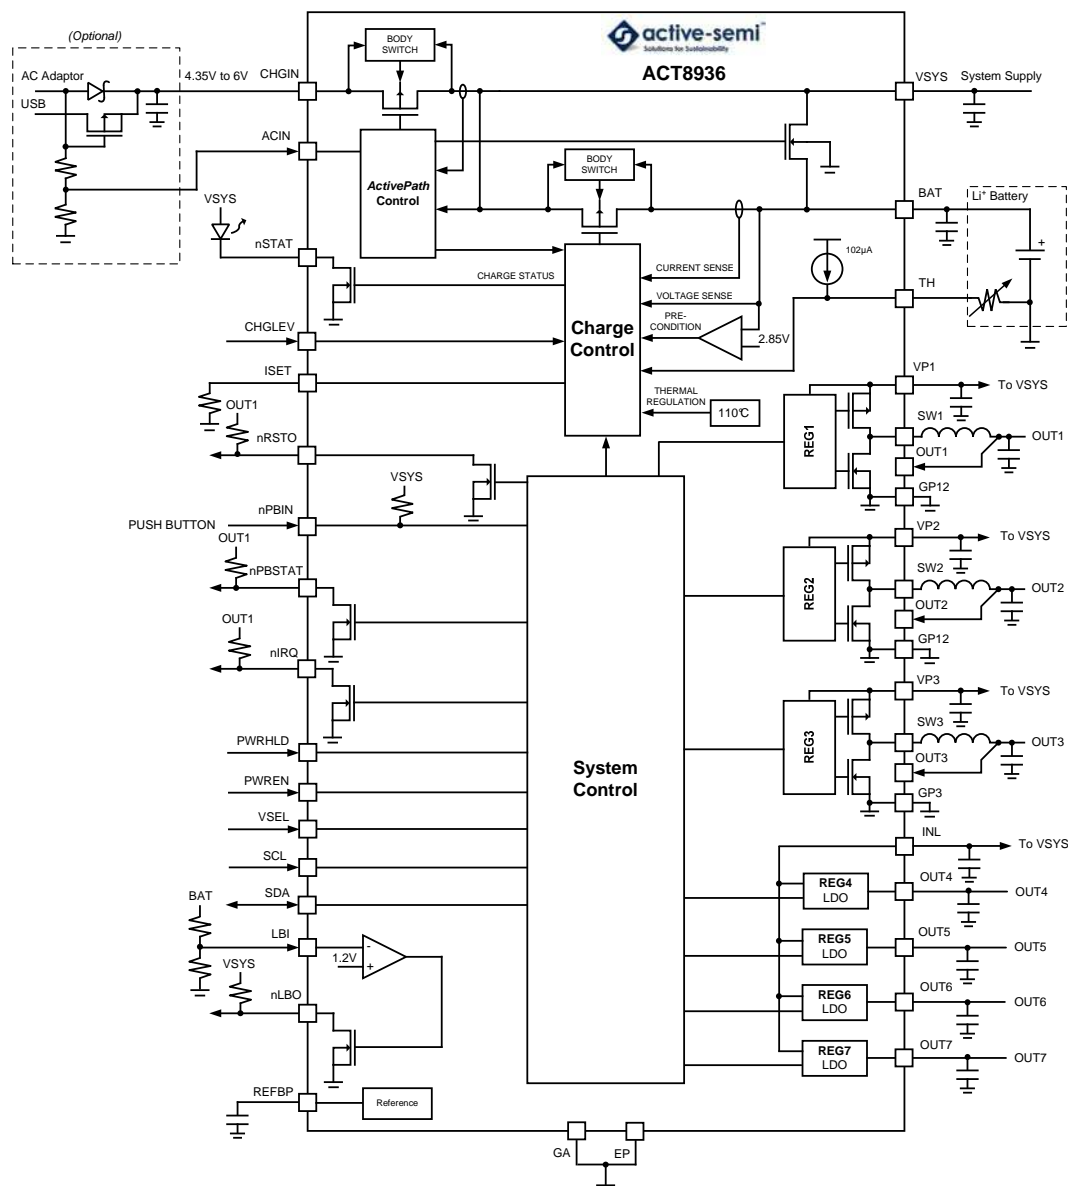 (Optional)
AC Adaptor
USB
4.35V to 6V
CHGIN
BODY
SWITCH
active-semi™
Solutions for Sustainability
ACT8936
VSYS
System Supply
ACIN
ActivePath
Control
BODY
SWITCH
BAT
Li+ Battery
+
VSYS
nSTAT
CHARGE STATUS
CURRENT SENSE
102µA
TH
VOLTAGE SENSE
PRE-
CONDITION
2.85V
Charge
Control
CHGLEV
ISET
THERMAL
REGULATION
110°C
OUT1
nRSTO
VP1
To VSYS
REG1
SW1
OUT1
OUT1
GP12
VSYS
nPBIN
PUSH BUTTON
OUT1
nPBSTAT
VP2
To VSYS
REG2
SW2
OUT2
OUT2
GP12
OUT1
nIRQ
VP3
To VSYS
REG3
SW3
OUT3
OUT3
GP3
System
Control
PWRHLD
PWREN
VSEL
SCL
SDA
INL
To VSYS
REG4
LDO
OUT4
OUT4
BAT
LBI
1.2V
-
+
REG5
LDO
OUT5
OUT5
VSYS
nLBO
REG6
LDO
OUT6
OUT6
REG7
LDO
OUT7
OUT7
REFBP
Reference
GA
EP